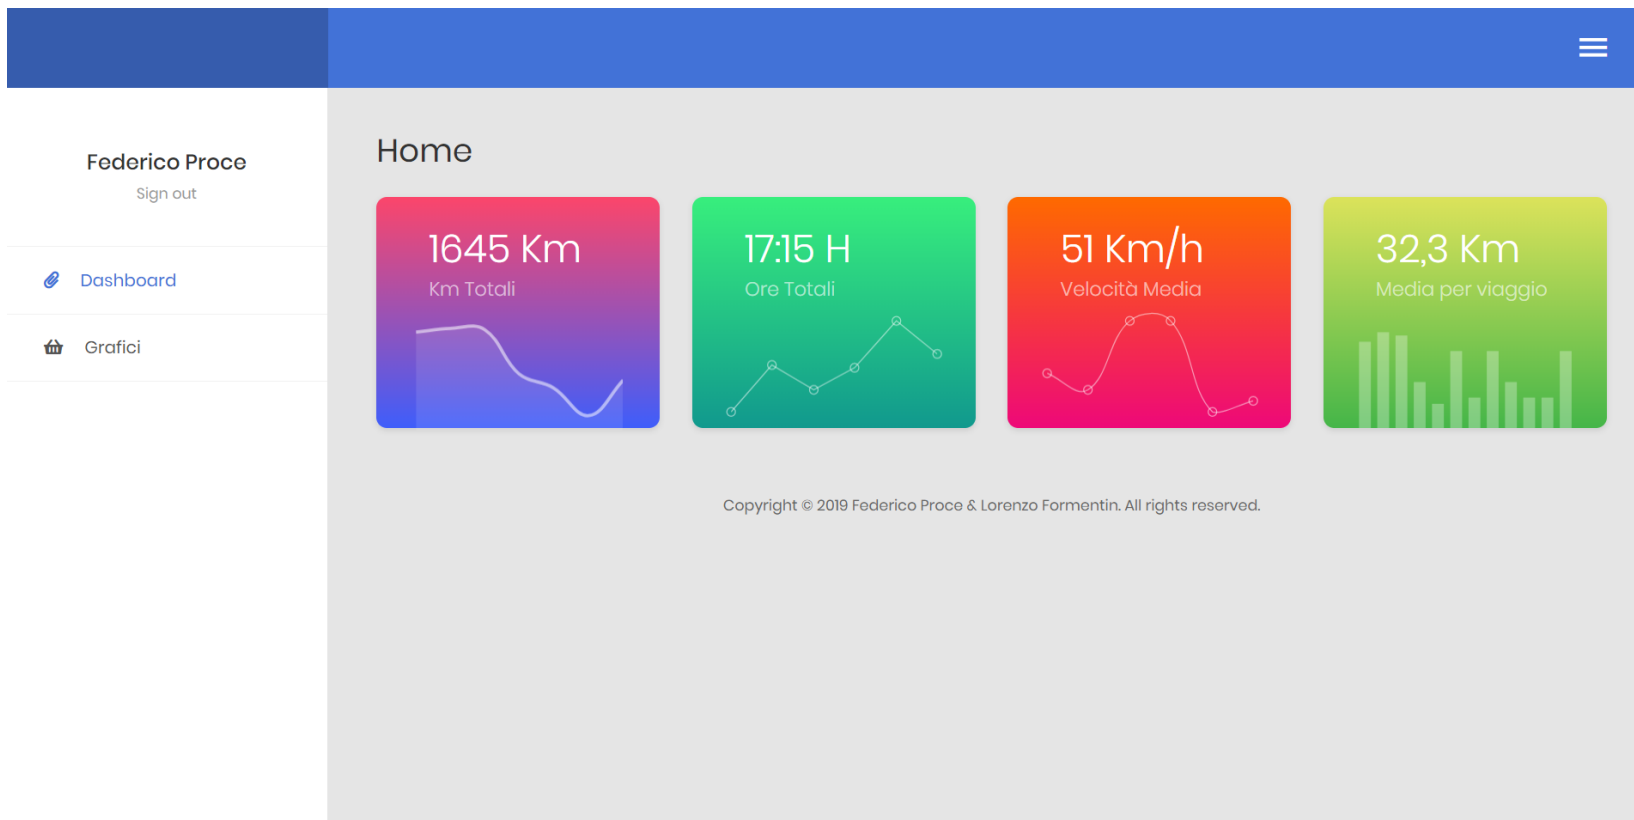 Federico Proce
Sign out
Dashboard
Grafici
Home
1645 Km
Km Totali
17:15 H
Ore Totali
51 Km/h
Velocità Media
32,3 Km
Media per viaggio
Copyright © 2019 Federico Proce & Lorenzo Formentin. All rights reserved.